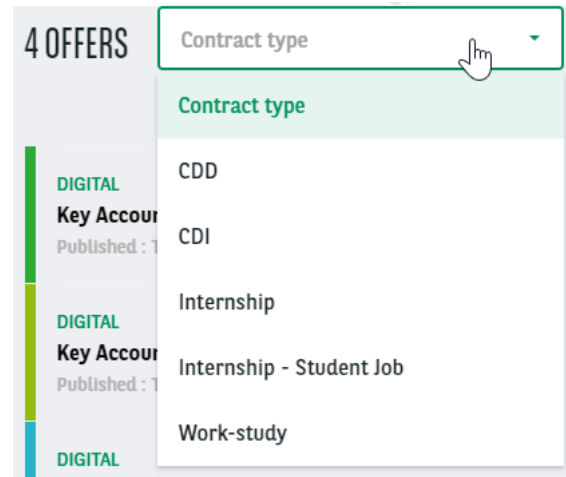 4 OFFERS
Contract type
Contract type
CDD
CDI
Internship
Internship - Student Job
Work-study
DIGITAL
Key Accour
Published :
DIGITAL
Key Accour
Published :
DIGITAL